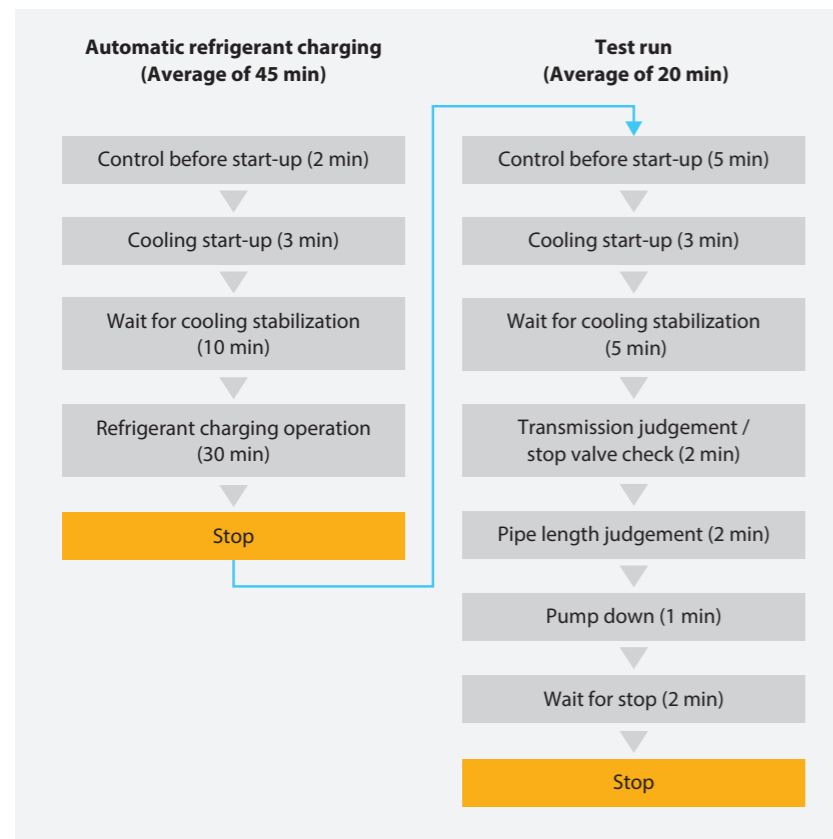 Automatic refrigerant charging
(Average of 45 min)
Control before start-up (2 min)
Cooling start-up (3 min)
Wait for cooling stabilization
(10 min)
Refrigerant charging operation
(30 min)
Stop
Test run
(Average of 20 min)
Control before start-up (5 min)
Cooling start-up (3 min)
Wait for cooling stabilization
(5 min)
Transmission judgement /
stop valve check (2 min)
Pipe length judgement (2 min)
Pump down (1 min)
Wait for stop (2 min)
Stop